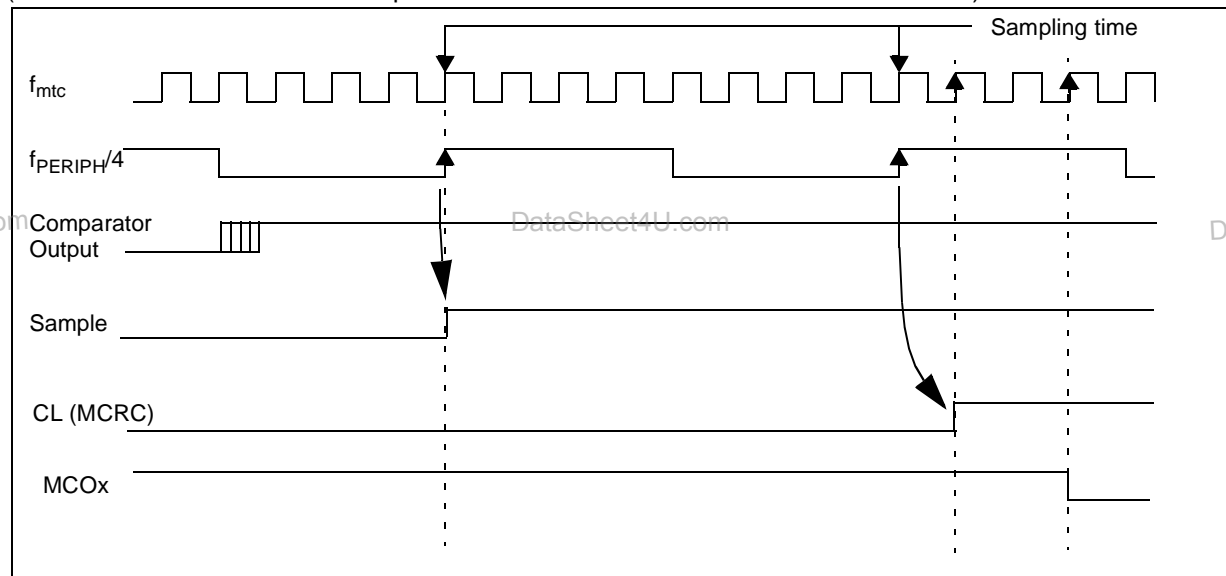 Sampling time
fmtc
fPERIPH/4
Comparator
Output
DataSheet4U.com
Sample
CL (MCRC)
MCOx